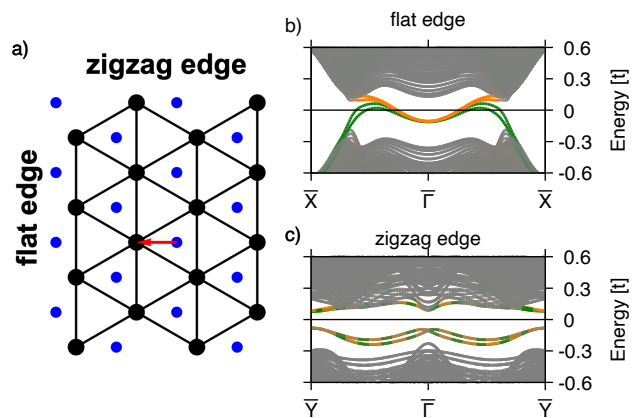 a)
zigzag edge
flat edge
b)
flat edge
0.6
0.3
0
-0.3
-0.6
Energy [t]
X̅
Γ̅
X̅
c)
zigzag edge
0.6
0.3
0
-0.3
-0.6
Energy [t]
Y̅
Γ̅
Y̅